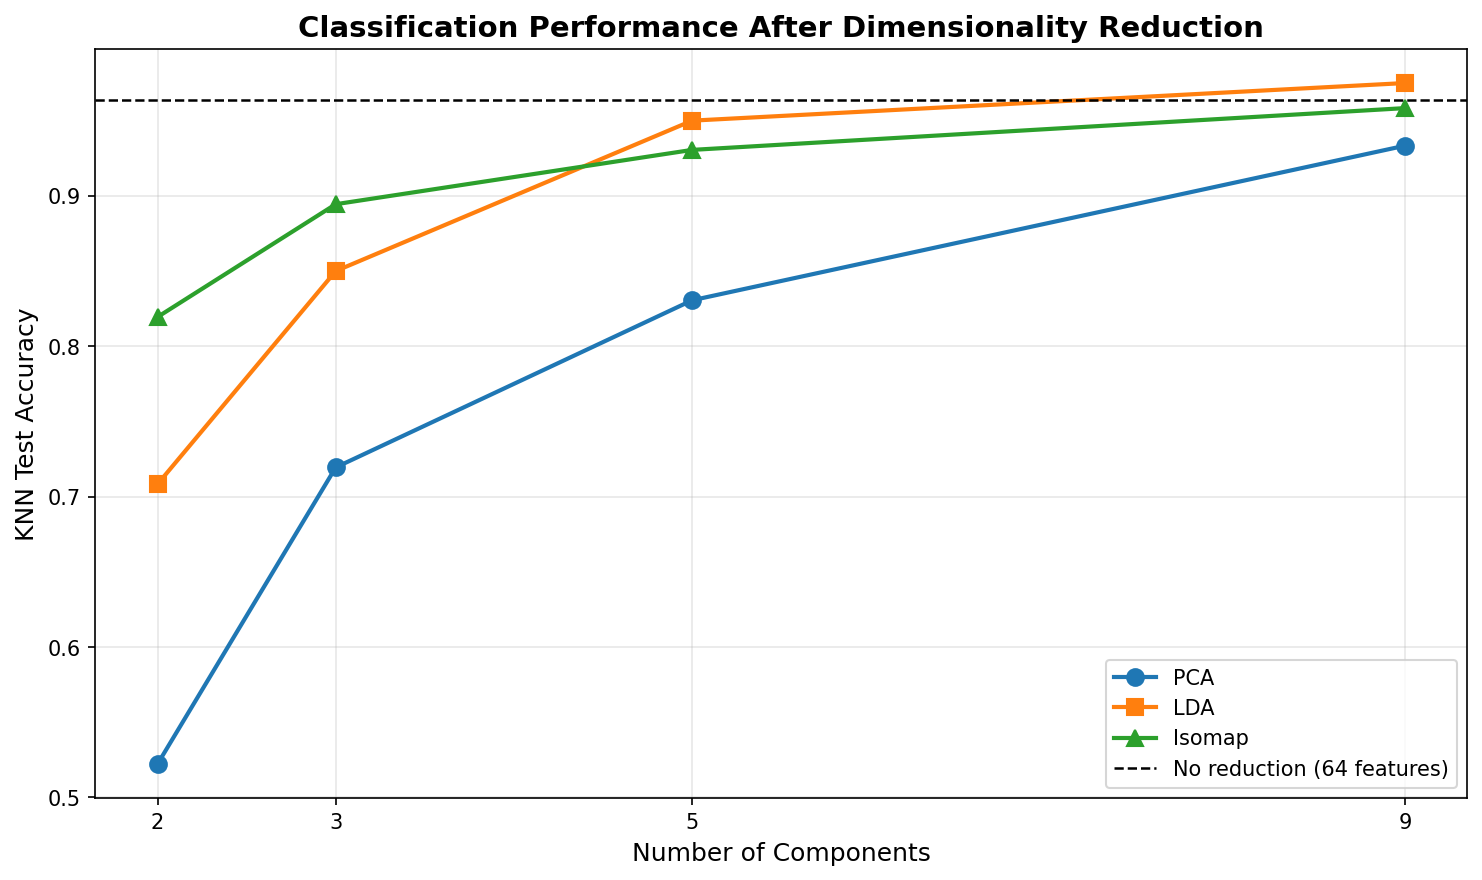 Classification Performance After Dimensionality Reduction
KNN Test Accuracy
0.9
0.8
0.7
0.6
0.5
2
3
5
9
Number of Components
PCA
LDA
Isomap
No reduction (64 features)